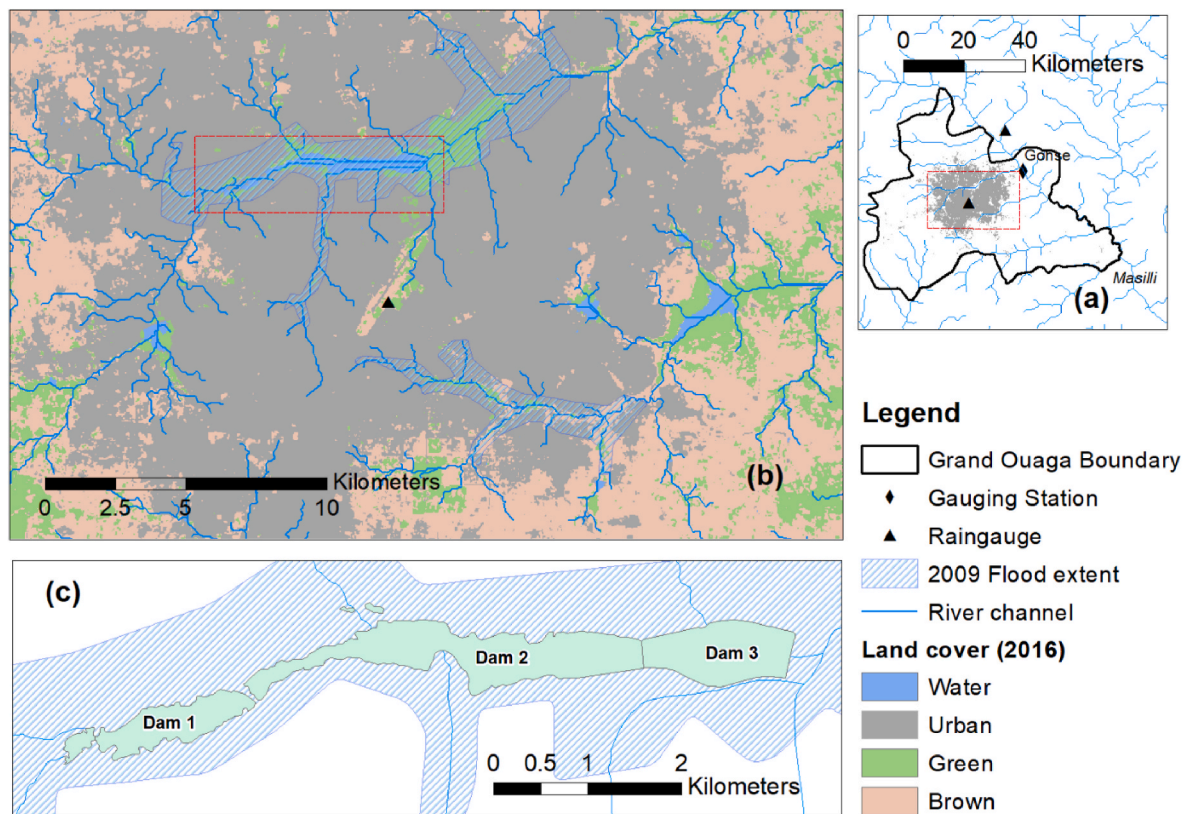 0 20 40
Kilometers
Gonse
Masilli
(a)
Kilometers
0 2.5 5 10
(b)
(c)
Dam 1
Dam 2
Dam 3
0 0.5 1 2
Kilometers
Legend
Grand Ouaga Boundary
Gauging Station
Raingauge
2009 Flood extent
River channel
Land cover (2016)
Water
Urban
Green
Brown